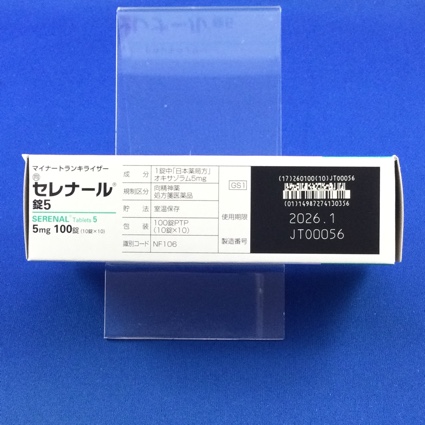 マイナートランキライザー
セレナール®
錠5
SERENAL Tablets 5
5mg 100錠 (10錠×10)
成分 1錠中「日本薬局方」
オキサゾラム5mg
規制区分 向精神薬
処方箋医薬品
貯法 室温保存
包装 100錠PTP
(10錠×10)
識別コード NF106
GS1
使用期限
製造番号
(17)260100(10)JT00056
(01)14987274130356
2026.1
JT00056